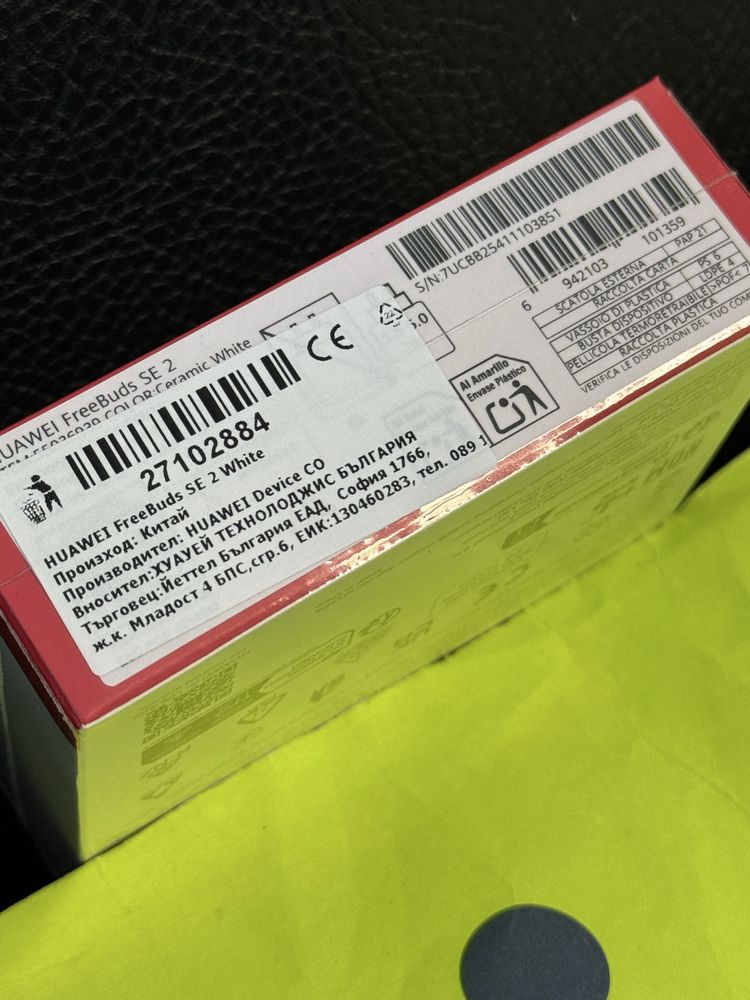 HUAWEI FreeBuds SE 2
COLOR:Ceramic White
S/N:7UCBB25411103851
6 942103 101359
SCATOLA ESTERNA PAP 21
RACCOLTA CARTA
VASSOIO DI PLASTICA PS 6
BUSTA DISPOSITIVO LDPE 4
PELLICOLA TERMORETRAIBILE >POF<
RACCOLTA PLASTICA
VERIFICA LE DISPOSIZIONI DEL TUO
Al Amarillo
Envase Plástico
CE
27102884
HUAWEI FreeBuds SE 2 White
Произход: Китай
Производител: HUAWEI Device CO
Вносител:ХУАУЕЙ ТЕХНОЛОДЖИС БЪЛГАРИЯ
Търговец:Йеттел България ЕАД, София 1766,
ж.к. Младост 4 БПС,сгр.6, ЕИК:130460283, тел. 089